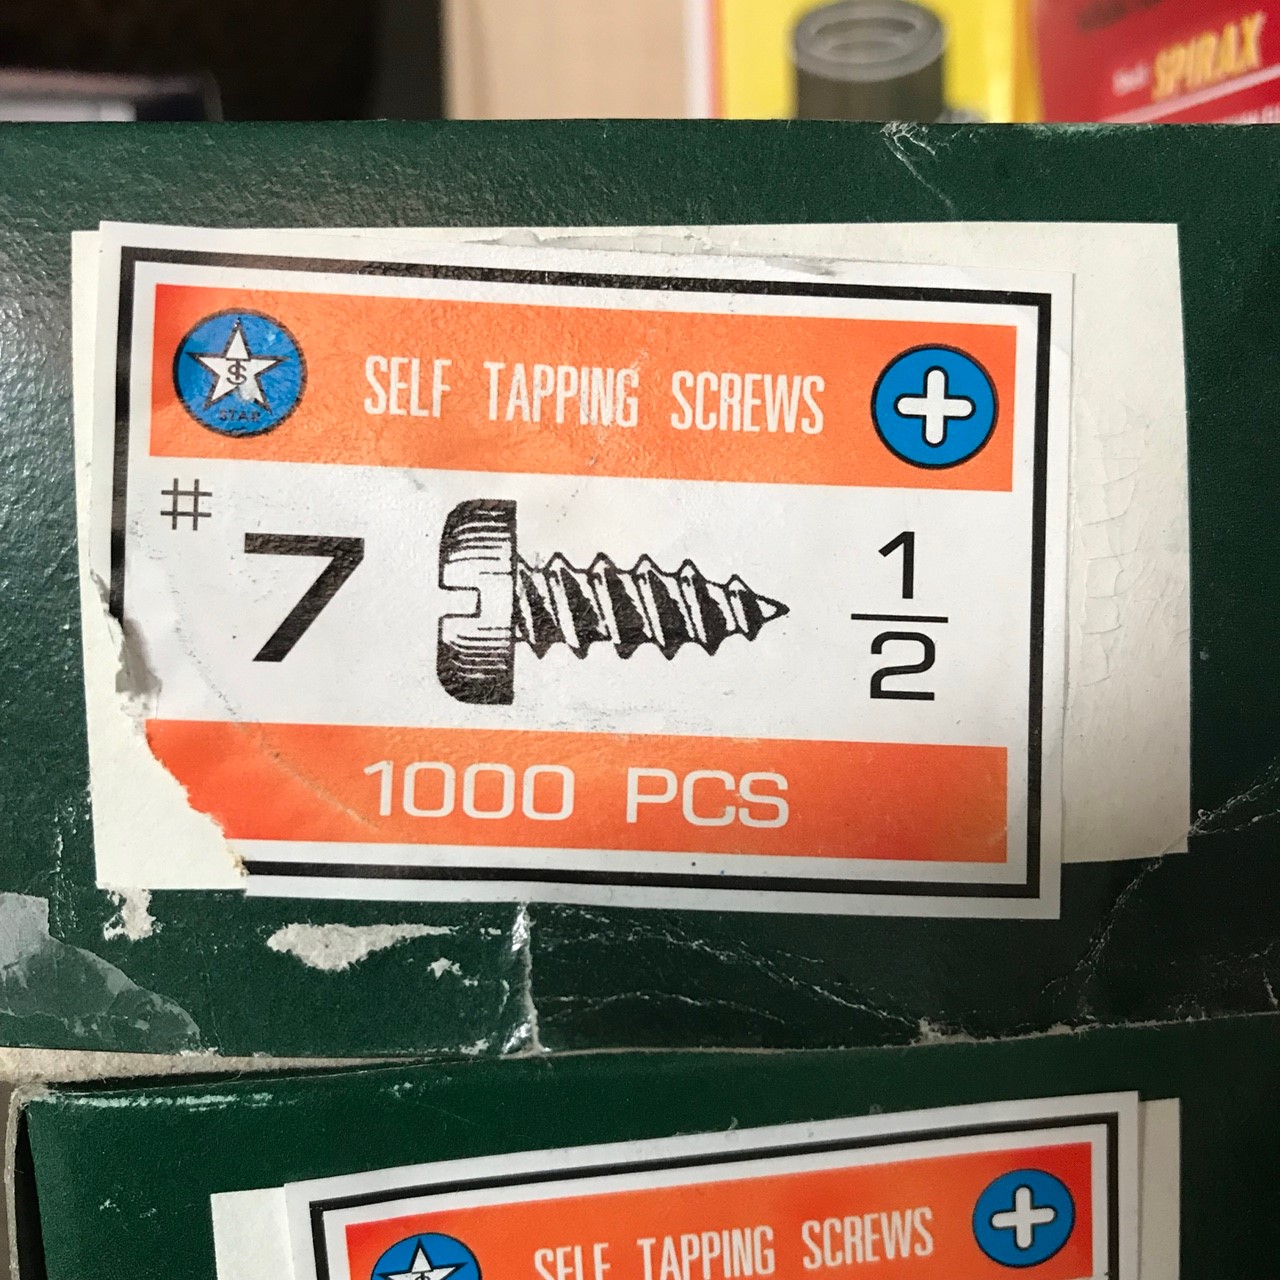 SPIRAX
STAR
SELF TAPPING SCREWS
# 7
1/2
1000 PCS
SELF TAPPING SCREWS